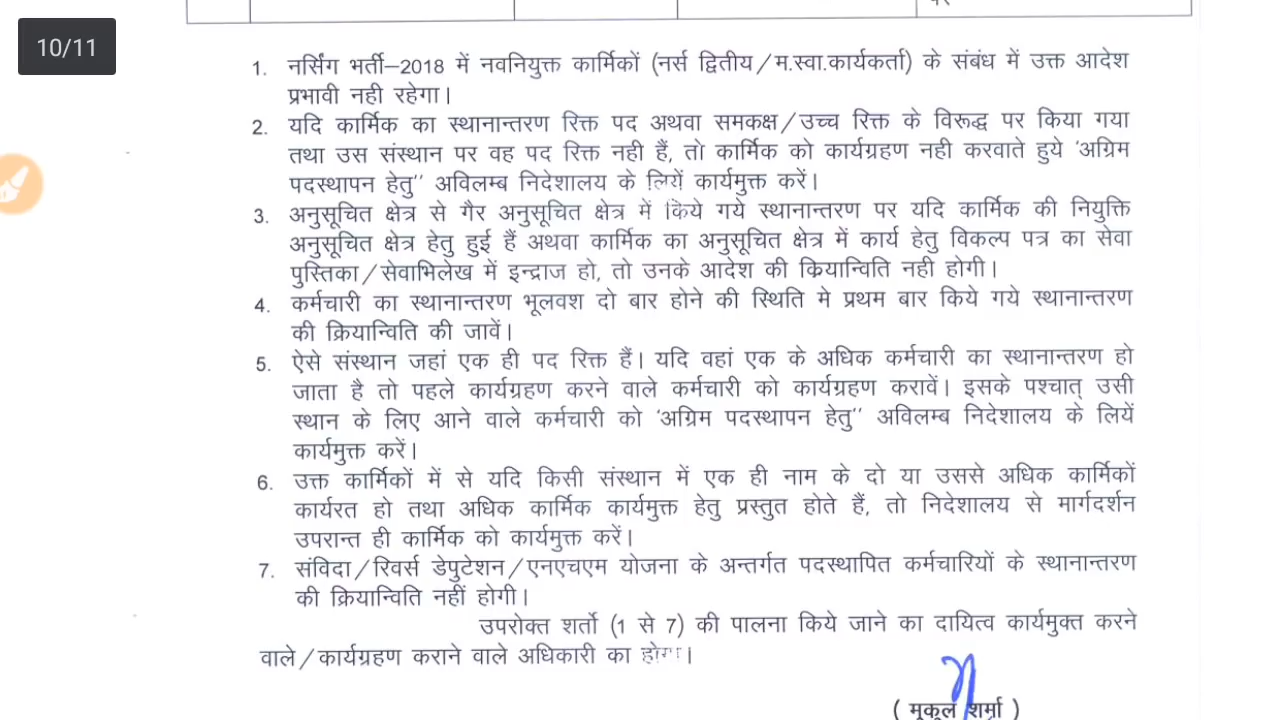 10/11
पर
1. नर्सिंग भर्ती–2018 में नवनियुक्त कार्मिकों (नर्स द्वितीय/म.स्वा.कार्यकर्ता) के संबंध में उक्त आदेश
प्रभावी नही रहेगा।
2. यदि कार्मिक का स्थानान्तरण रिक्त पद अथवा समकक्ष/उच्च रिक्त के विरूद्ध पर किया गया
तथा उस संस्थान पर वह पद रिक्त नही हैं, तो कार्मिक को कार्यग्रहण नही करवाते हुये 'अग्रिम
पदस्थापन हेतु'' अविलम्ब निदेशालय के लियें कार्यमुक्त करें।
3. अनुसूचित क्षेत्र से गैर अनुसूचित क्षेत्र में किये गये स्थानान्तरण पर यदि कार्मिक की नियुक्ति
अनुसूचित क्षेत्र हेतु हुई हैं अथवा कार्मिक का अनुसूचित क्षेत्र में कार्य हेतु विकल्प पत्र का सेवा
पुस्तिका/सेवाभिलेख में इन्द्राज हो, तो उनके आदेश की क्रियान्विति नही होगी।
4. कर्मचारी का स्थानान्तरण भूलवश दो बार होने की स्थिति मे प्रथम बार किये गये स्थानान्तरण
की क्रियान्विति की जावें।
5. ऐसे संस्थान जहां एक ही पद रिक्त हैं। यदि वहां एक के अधिक कर्मचारी का स्थानान्तरण हो
जाता है तो पहले कार्यग्रहण करने वाले कर्मचारी को कार्यग्रहण करावें। इसके पश्चात् उसी
स्थान के लिए आने वाले कर्मचारी को 'अग्रिम पदस्थापन हेतु'' अविलम्ब निदेशालय के लियें
कार्यमुक्त करें।
6. उक्त कार्मिकों में से यदि किसी संस्थान में एक ही नाम के दो या उससे अधिक कार्मिकों
कार्यरत हो तथा अधिक कार्मिक कार्यमुक्त हेतु प्रस्तुत होते हैं, तो निदेशालय से मार्गदर्शन
उपरान्त ही कार्मिक को कार्यमुक्त करें।
7. संविदा/रिवर्स डेपुटेशन/एनएचएम योजना के अन्तर्गत पदस्थापित कर्मचारियों के स्थानान्तरण
की क्रियान्विति नहीं होगी।
उपरोक्त शर्तो (1 से 7) की पालना किये जाने का दायित्व कार्यमुक्त करने
वाले/कार्यग्रहण कराने वाले अधिकारी का होगा।
( मुकुल शर्मा )